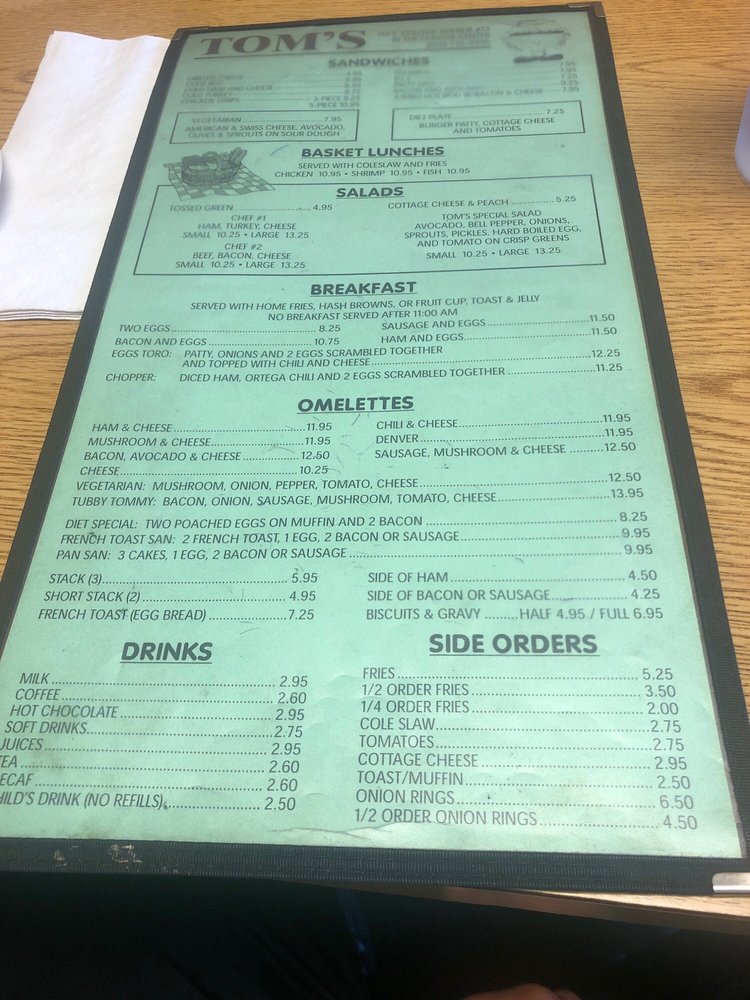 TOM'S
SANDWICHES
COLD TURKEY
CHICKEN STRIPS 3-PIECE 9.25
5-PIECE 10.95
VEGETARIAN 7.95
AMERICAN & SWISS CHEESE, AVOCADO,
OLIVES & SPROUTS ON SOUR DOUGH
DIET PLATE 7.25
BURGER PATTY, COTTAGE CHEESE
AND TOMATOES
BASKET LUNCHES
SERVED WITH COLESLAW AND FRIES
CHICKEN 10.95 • SHRIMP 10.95 • FISH 10.95
SALADS
TOSSED GREEN 4.95
CHEF #1
HAM, TURKEY, CHEESE
SMALL 10.25 • LARGE 13.25
CHEF #2
BEEF, BACON, CHEESE
SMALL 10.25 • LARGE 13.25
COTTAGE CHEESE & PEACH 5.25
TOM'S SPECIAL SALAD
AVOCADO, BELL PEPPER, ONIONS,
SPROUTS, PICKLES, HARD BOILED EGG,
AND TOMATO ON CRISP GREENS
SMALL 10.25 • LARGE 13.25
BREAKFAST
SERVED WITH HOME FRIES, HASH BROWNS, OR FRUIT CUP, TOAST & JELLY
NO BREAKFAST SERVED AFTER 11:00 AM
TWO EGGS 8.25
BACON AND EGGS 10.75
SAUSAGE AND EGGS 11.50
HAM AND EGGS 11.50
EGGS TORO: PATTY, ONIONS AND 2 EGGS SCRAMBLED TOGETHER
AND TOPPED WITH CHILI AND CHEESE 12.25
CHOPPER: DICED HAM, ORTEGA CHILI AND 2 EGGS SCRAMBLED TOGETHER 11.25
OMELETTES
HAM & CHEESE 11.95
MUSHROOM & CHEESE 11.95
BACON, AVOCADO & CHEESE 12.50
CHEESE 10.25
CHILI & CHEESE 11.95
DENVER 11.95
SAUSAGE, MUSHROOM & CHEESE 12.50
VEGETARIAN: MUSHROOM, ONION, PEPPER, TOMATO, CHEESE 12.50
TUBBY TOMMY: BACON, ONION, SAUSAGE, MUSHROOM, TOMATO, CHEESE 13.95
DIET SPECIAL: TWO POACHED EGGS ON MUFFIN AND 2 BACON 8.25
FRENCH TOAST SAN: 2 FRENCH TOAST, 1 EGG, 2 BACON OR SAUSAGE 9.95
PAN SAN: 3 CAKES, 1 EGG, 2 BACON OR SAUSAGE 9.95
STACK (3) 5.95
SHORT STACK (2) 4.95
FRENCH TOAST (EGG BREAD) 7.25
SIDE OF HAM 4.50
SIDE OF BACON OR SAUSAGE 4.25
BISCUITS & GRAVY HALF 4.95 / FULL 6.95
DRINKS
MILK 2.95
COFFEE 2.60
HOT CHOCOLATE 2.95
SOFT DRINKS 2.75
JUICES 2.95
TEA 2.60
ECAF 2.60
HILD'S DRINK (NO REFILLS) 2.50
SIDE ORDERS
FRIES 5.25
1/2 ORDER FRIES 3.50
1/4 ORDER FRIES 2.00
COLE SLAW 2.75
TOMATOES 2.75
COTTAGE CHEESE 2.95
TOAST/MUFFIN 2.50
ONION RINGS 6.50
1/2 ORDER ONION RINGS 4.50